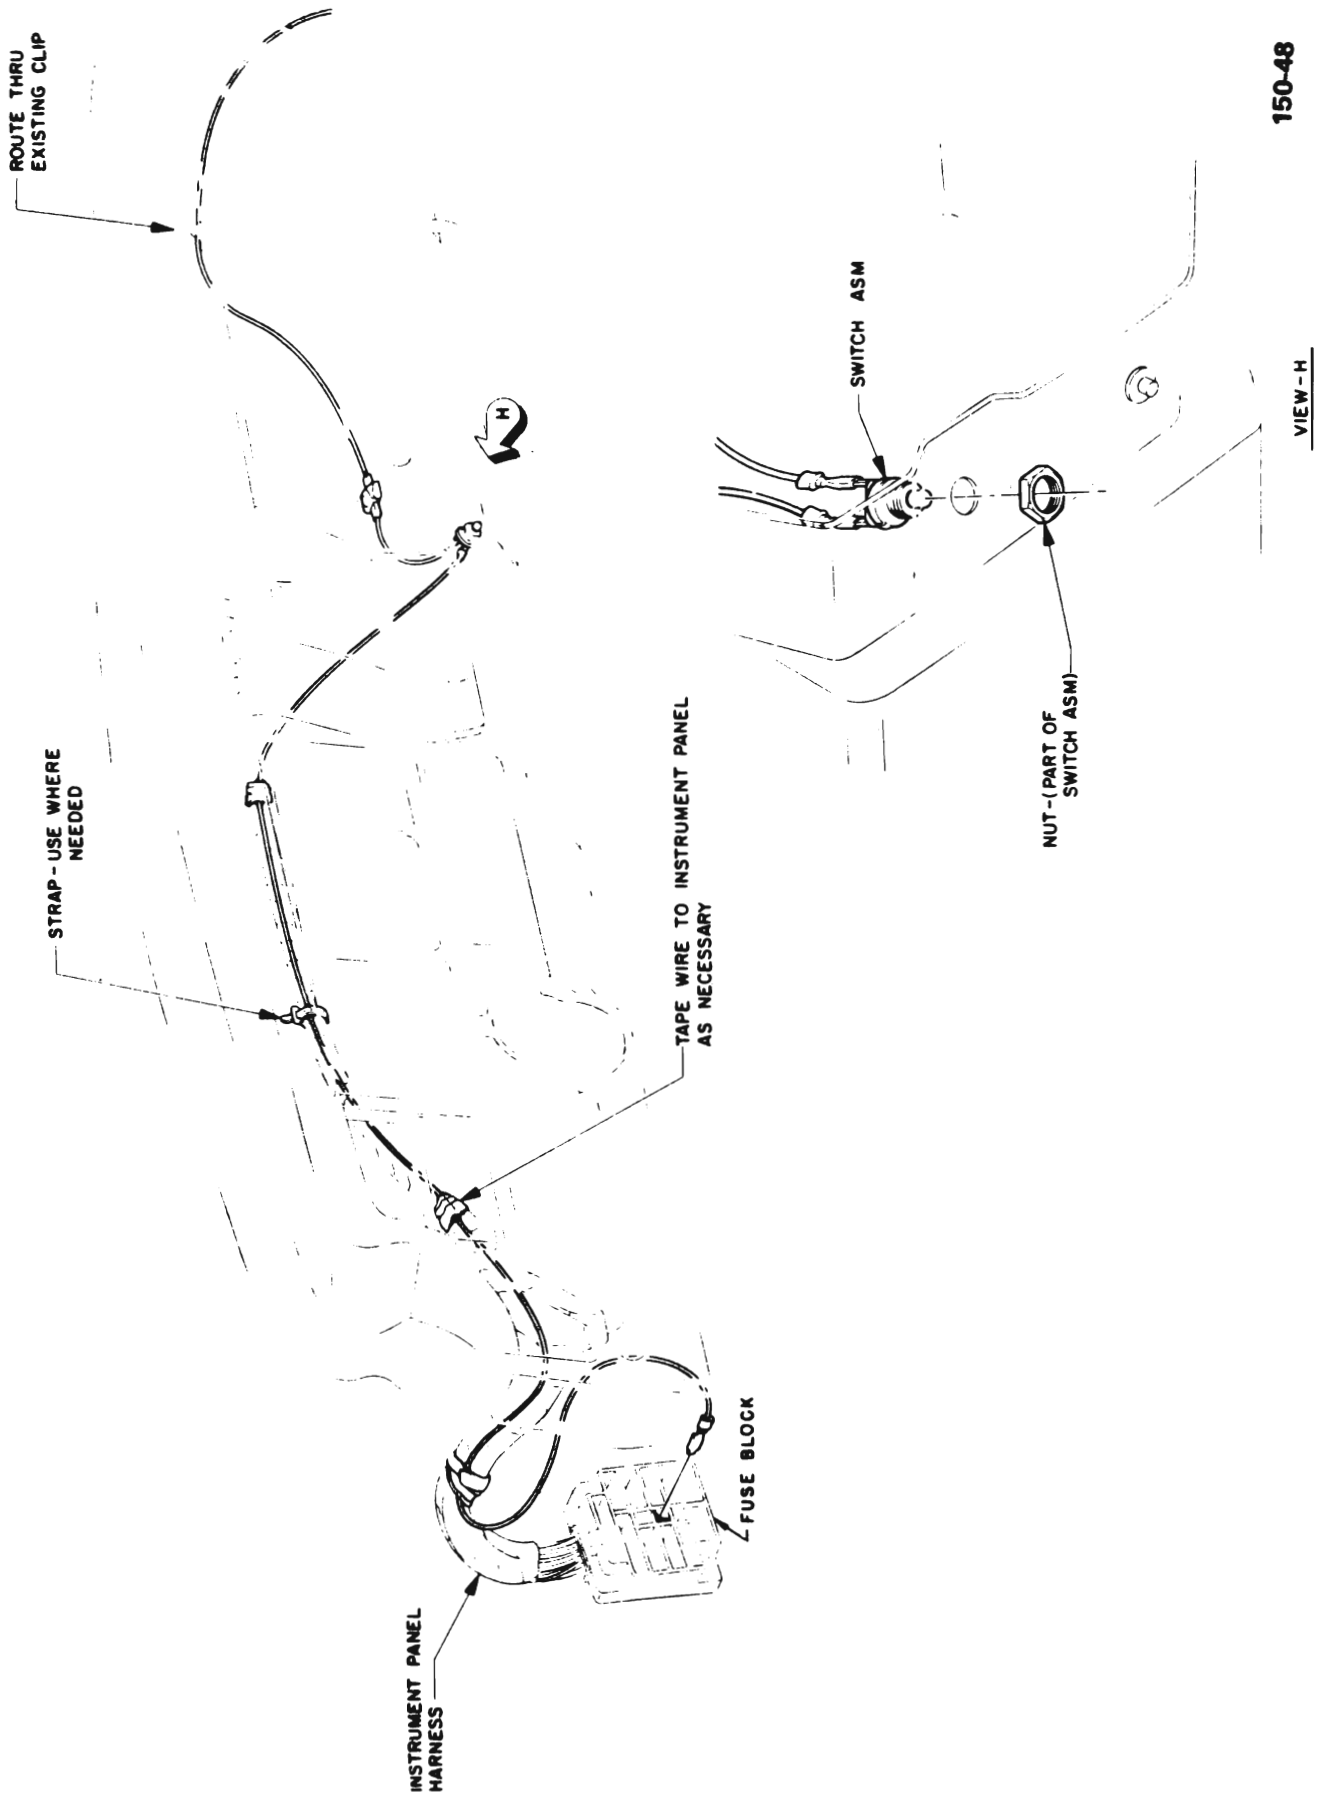 INSTRUMENT PANEL
HARNESS
STRAP-USE WHERE
NEEDED
ROUTE THRU
EXISTING CLIP
H
FUSE BLOCK
TAPE WIRE TO INSTRUMENT PANEL
AS NECESSARY
SWITCH ASM
NUT-(PART OF
SWITCH ASM)
VIEW-H
150-48